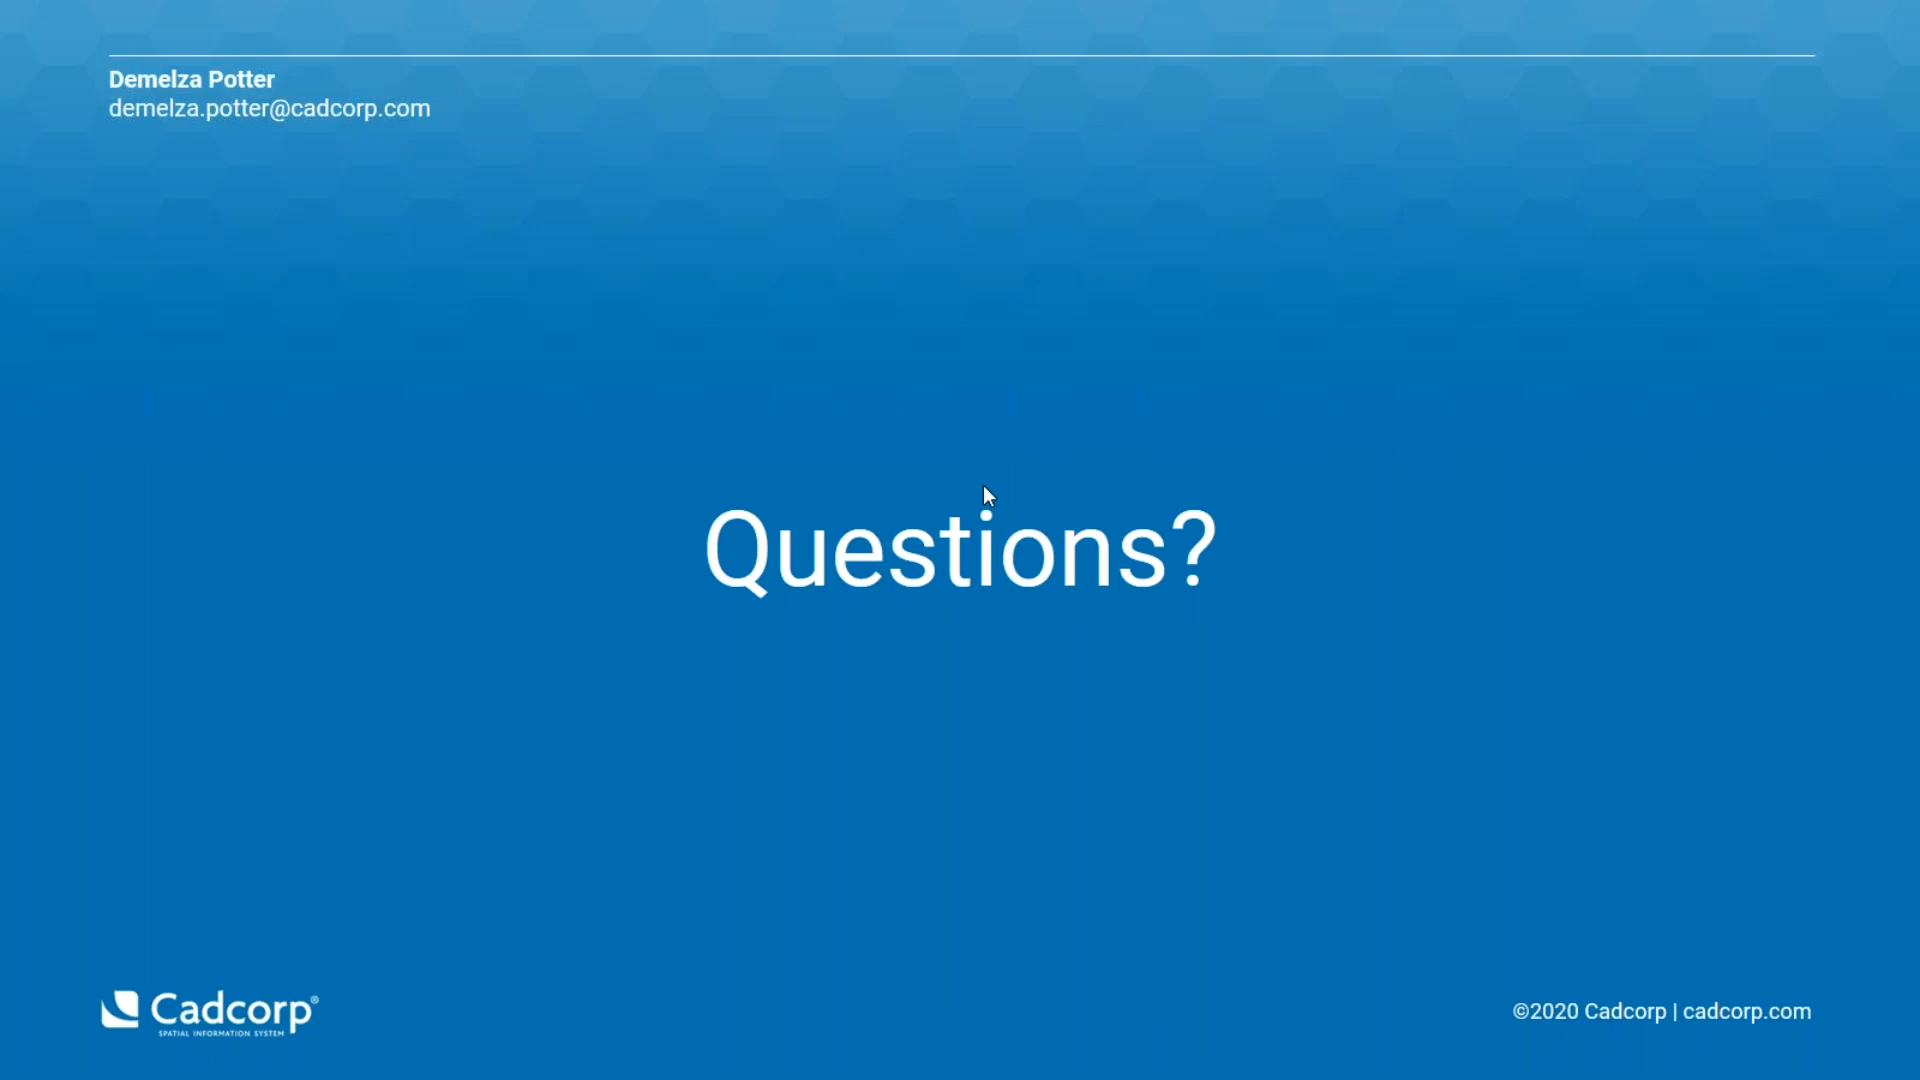 Demelza Potter
demelza.potter@cadcorp.com
Questions?
Cadcorp®
SPATIAL INFORMATION SYSTEM
©2020 Cadcorp | cadcorp.com